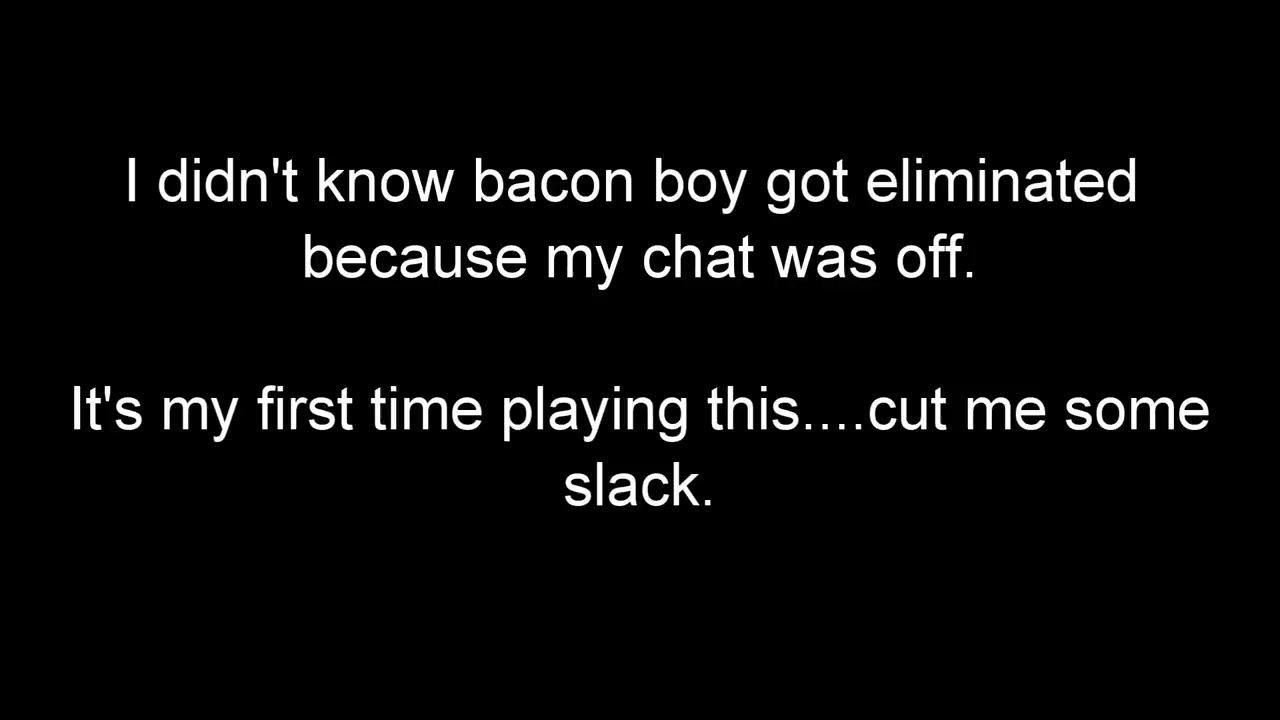 I didn't know bacon boy got eliminated
because my chat was off.
It's my first time playing this....cut me some
slack.